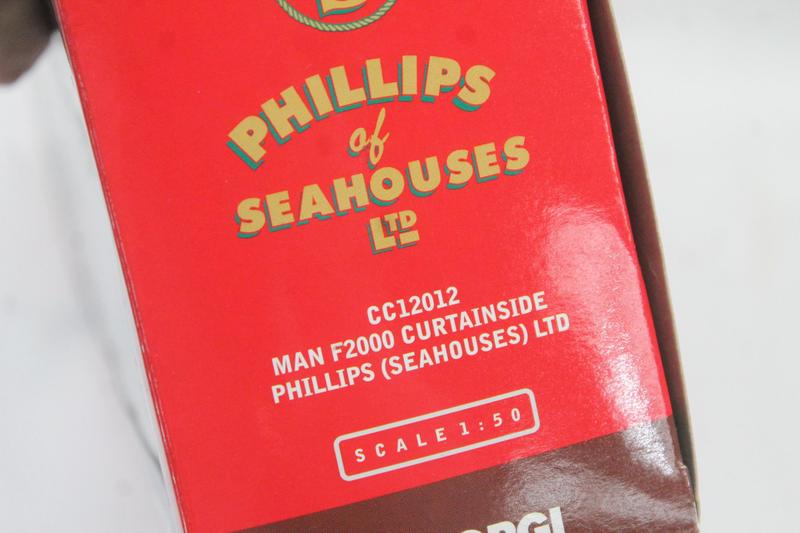 PHILLIPS
of
SEAHOUSES
LTD
CC12012
MAN F2000 CURTAINSIDE
PHILLIPS (SEAHOUSES) LTD
SCALE 1:50